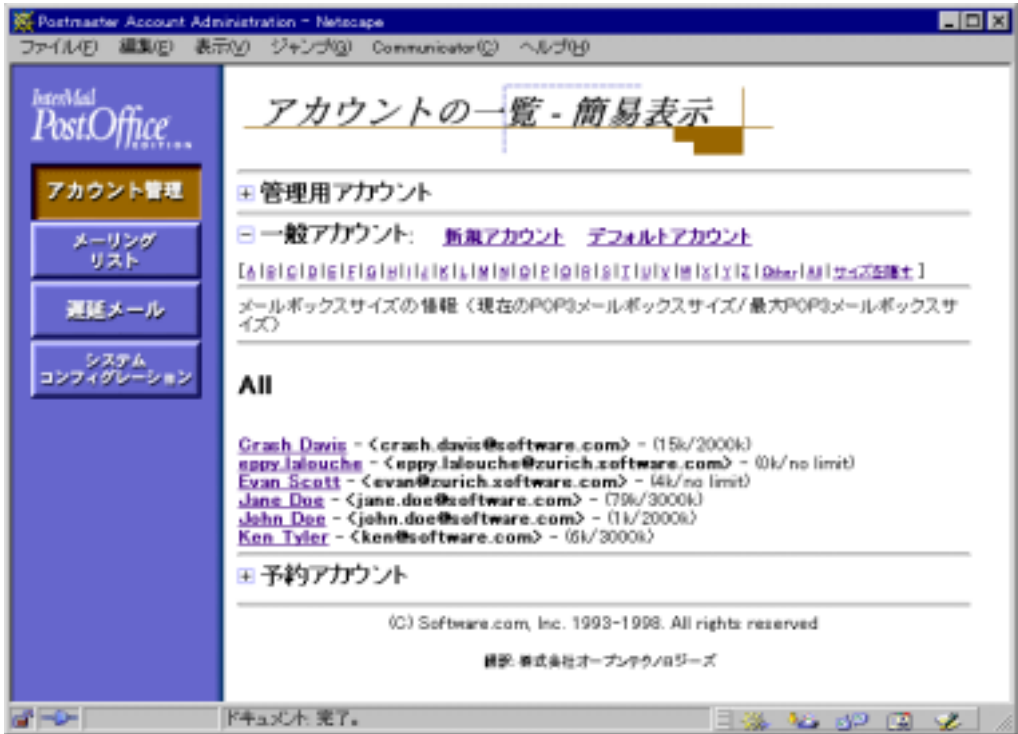 Postmaster Account Administration - Netscape
ファイル(F) 編集(E) 表示(V) ジャンプ(G) Communicator(C) ヘルプ(H)
InterMail
Post.Office
EDITION
アカウント管理
メーリング
リスト
遅延メール
システム
コンフィグレーション
アカウントの一覧 - 簡易表示
管理用アカウント
一般アカウント: 新規アカウント デフォルトアカウント
[A|B|C|D|E|F|G|H|I|J|K|L|M|N|O|P|Q|R|S|T|U|V|W|X|Y|Z|Other|All|サイズを隠す]
メールボックスサイズの情報（現在のPOP3メールボックスサイズ/最大POP3メールボックスサ
イズ）
All
Crash Davis - <crash.davis@software.com> - (15k/2000k)
eppy.lalouche - <eppy.lalouche@zurich.software.com> - (0k/no limit)
Evan Scott - <evan@zurich.software.com> - (4k/no limit)
Jane Doe - <jane.doe@software.com> - (79k/3000k)
John Doe - <john.doe@software.com> - (1k/2000k)
Ken Tyler - <ken@software.com> - (6k/3000k)
予約アカウント
(C) Software.com, Inc. 1993-1998. All rights reserved
翻訳: 株式会社オープンテクノロジーズ
ドキュメント: 完了。